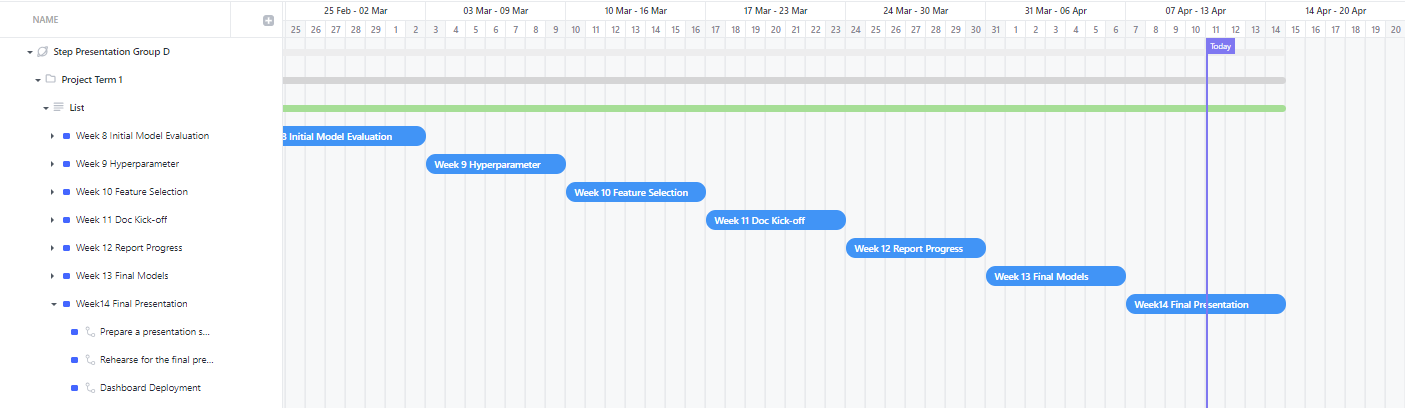 NAME
25 Feb - 02 Mar 03 Mar - 09 Mar 10 Mar - 16 Mar 17 Mar - 23 Mar 24 Mar - 30 Mar 31 Mar - 06 Apr 07 Apr - 13 Apr 14 Apr - 20 Apr
25 26 27 28 29 1 2 3 4 5 6 7 8 9 10 11 12 13 14 15 16 17 18 19 20 21 22 23 24 25 26 27 28 29 30 31 1 2 3 4 5 6 7 8 9 10 11 12 13 14 15 16 17 18 19 20
Today
Step Presentation Group D
Project Term 1
List
Week 8 Initial Model Evaluation 8 Initial Model Evaluation
Week 9 Hyperparameter Week 9 Hyperparameter
Week 10 Feature Selection Week 10 Feature Selection
Week 11 Doc Kick-off Week 11 Doc Kick-off
Week 12 Report Progress Week 12 Report Progress
Week 13 Final Models Week 13 Final Models
Week14 Final Presentation Week14 Final Presentation
Prepare a presentation s...
Rehearse for the final pre...
Dashboard Deployment